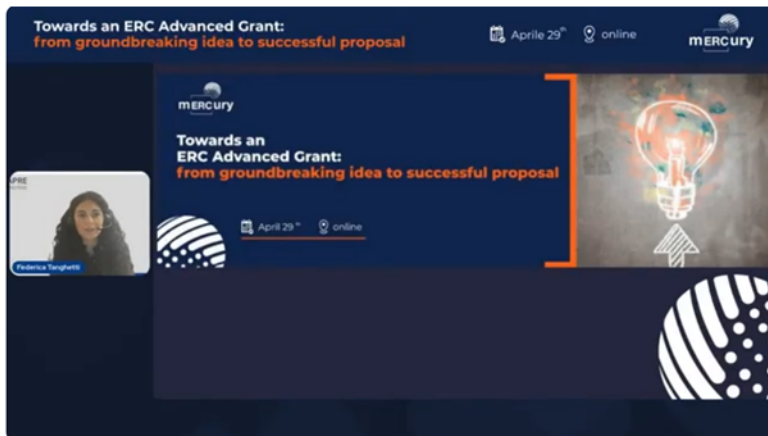 Towards an ERC Advanced Grant:
from groundbreaking idea to successful proposal
Aprile 29th
online
mERCury
mERCury
Towards an
ERC Advanced Grant:
from groundbreaking idea to successful proposal
April 29th
online
APRE
Federica Tanghetti